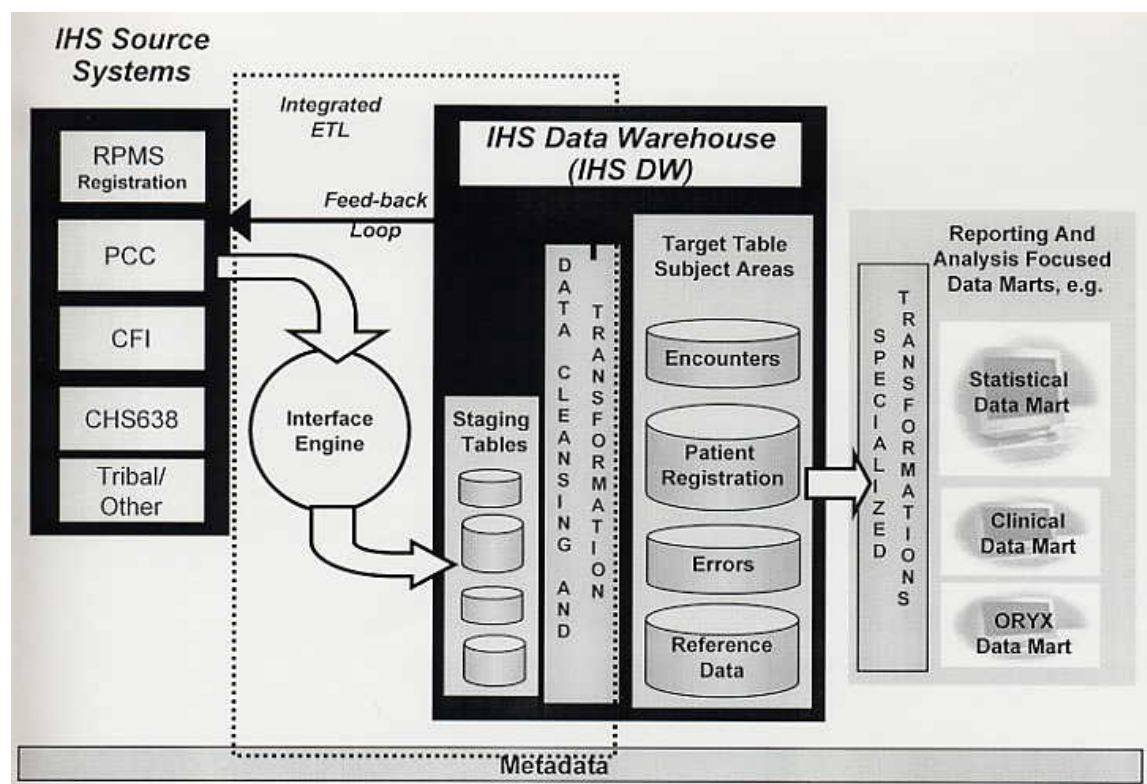 IHS Source
Systems
RPMS
Registration
PCC
CFI
CHS638
Tribal/
Other
Integrated
ETL
Feed-back
Loop
Interface
Engine
IHS Data Warehouse
(IHS DW)
Staging
Tables
DATA CLEANSING AND
TRANSFORMATION
Target Table
Subject Areas
Encounters
Patient
Registration
Errors
Reference
Data
SPECIALIZED
TRANSFORMATIONS
Reporting And
Analysis Focused
Data Marts, e.g.
Statistical
Data Mart
Clinical
Data Mart
ORYX
Data Mart
Metadata